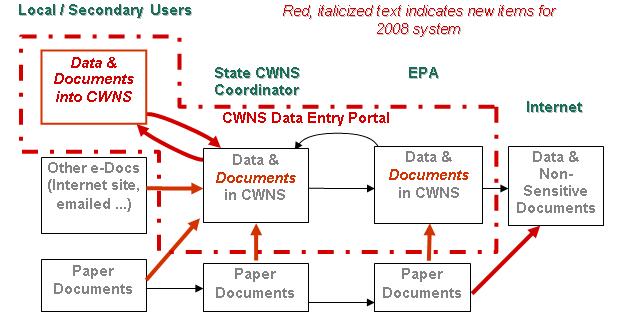 Local / Secondary Users
Red, italicized text indicates new items for
2008 system
Data &
Documents
into CWNS
State CWNS
Coordinator
EPA
Internet
CWNS Data Entry Portal
Other e-Docs
(Internet site,
emailed ...)
Data &
Documents
in CWNS
Data &
Documents
in CWNS
Data &
Non-
Sensitive
Documents
Paper
Documents
Paper
Documents
Paper
Documents